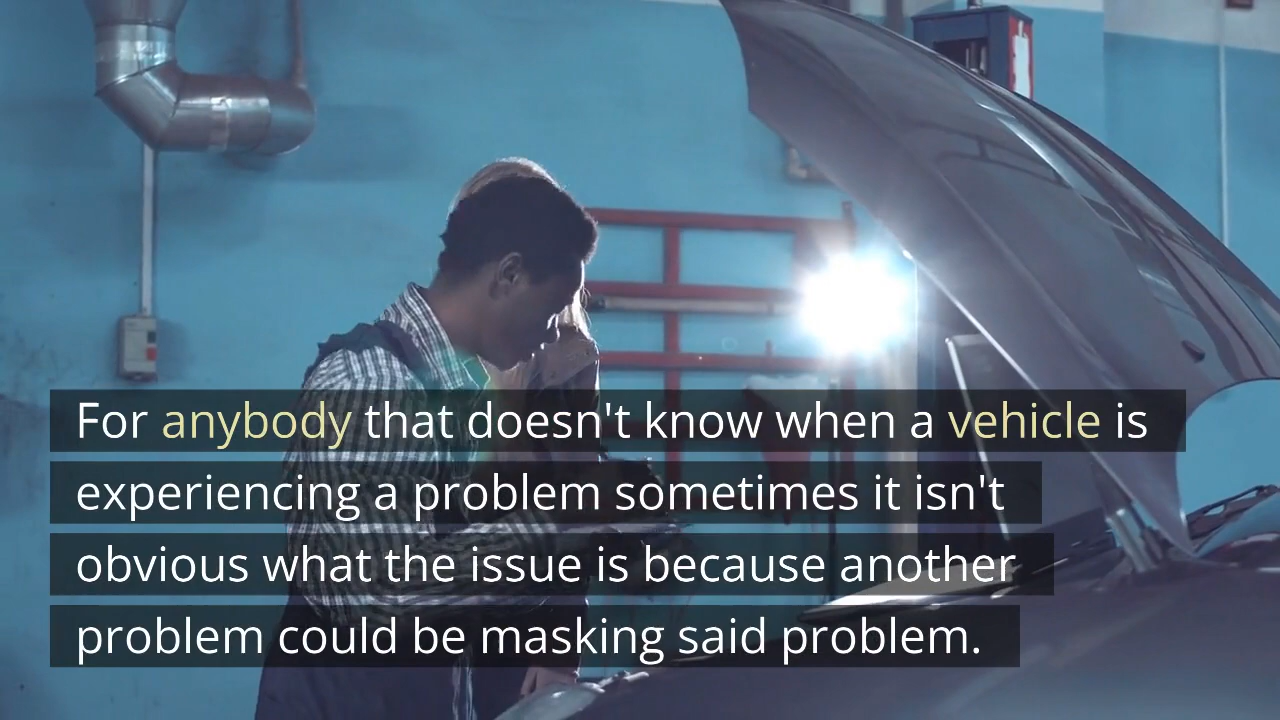 For anybody that doesn't know when a vehicle is
experiencing a problem sometimes it isn't
obvious what the issue is because another
problem could be masking said problem.